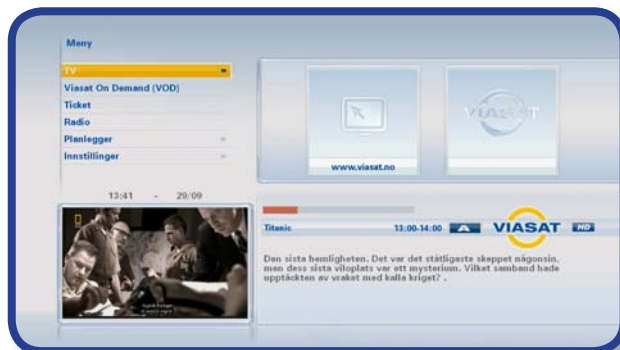 Meny
TV
Viasat On Demand (VOD)
Ticket
Radio
Planlegger
Innstillinger
www.viasat.no
VIASAT
13:41 - 29/09
Titanic 13:00-14:00 A VIASAT HD
Den sista hemligheten. Det var det ståtligaste skeppet någonsin,
men dess sista viloplats var ett mysterium. Vilket samband hade
upptäckten av vraket med kalla kriget? .